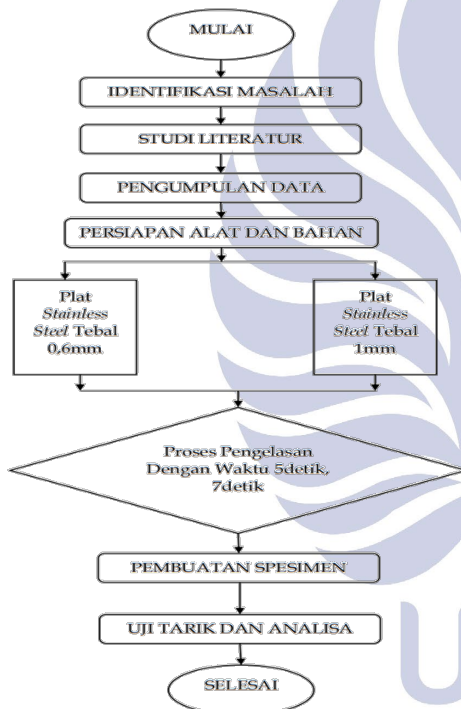 MULAI
IDENTIFIKASI MASALAH
STUDI LITERATUR
PENGUMPULAN DATA
PERSIAPAN ALAT DAN BAHAN
Plat
Stainless
Steel Tebal
0,6mm
Plat
Stainless
Steel Tebal
1mm
Proses Pengelasan
Dengan Waktu 5detik,
7detik
PEMBUATAN SPESIMEN
UJI TARIK DAN ANALISA
SELESAI